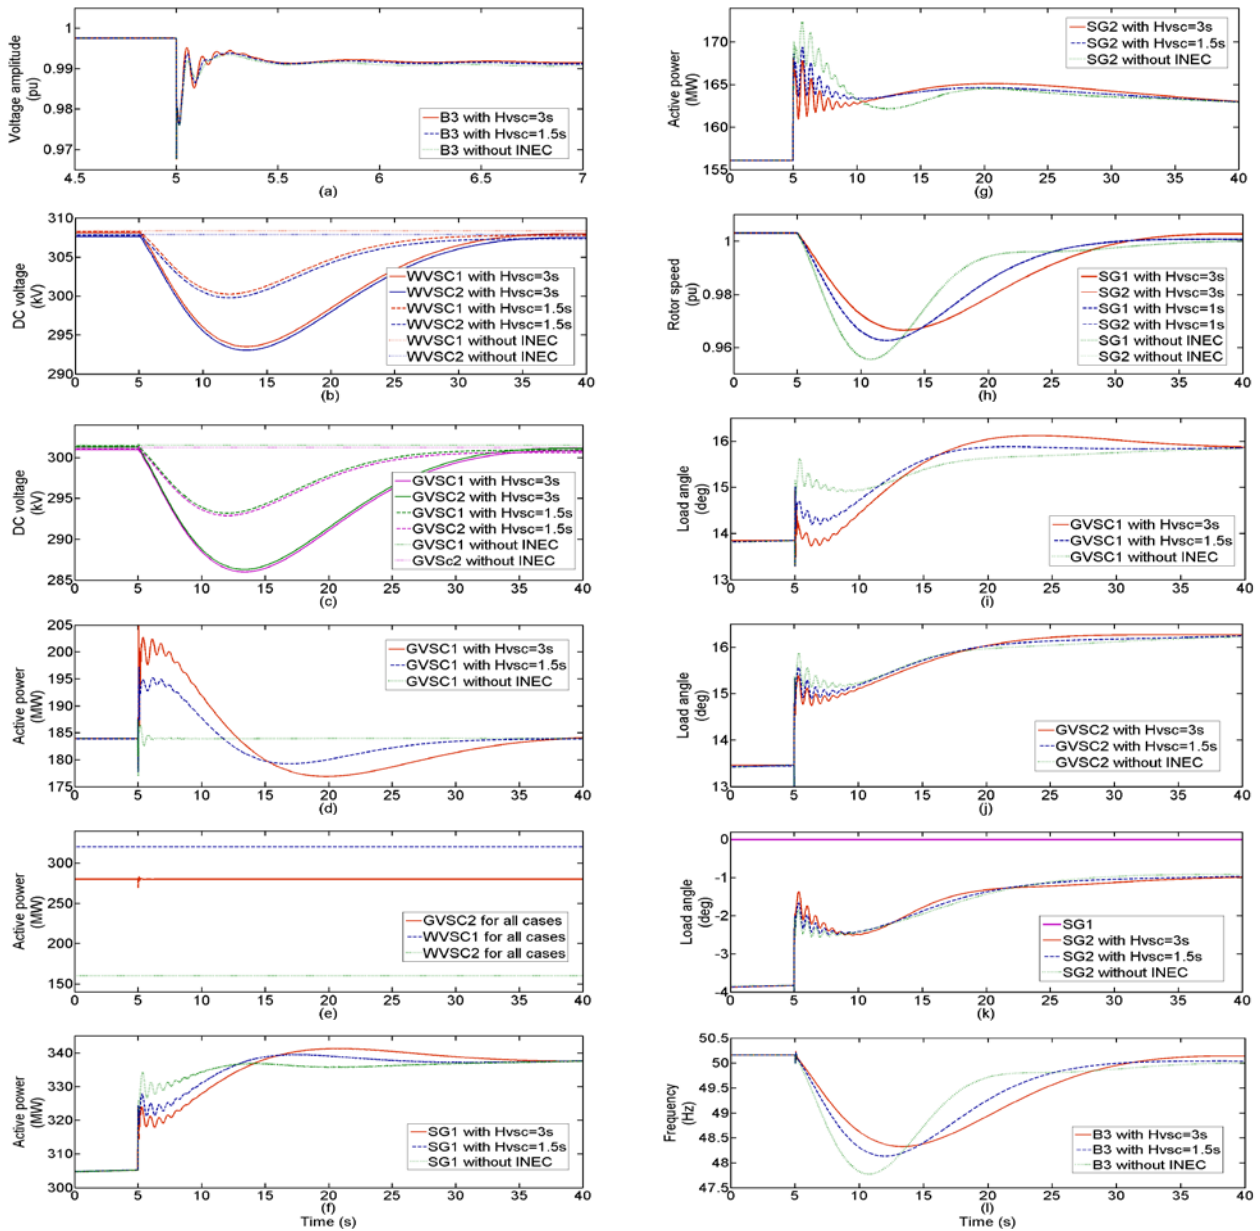 Voltage amplitude
(pu)
1
0.99
0.98
0.97
B3 with Hvsc=3s
B3 with Hvsc=1.5s
B3 without INEC
4.5 5 5.5 6 6.5 7
(a)
DC voltage
(kV)
310
305
300
295
290
WVSC1 with Hvsc=3s
WVSC2 with Hvsc=3s
WVSC1 with Hvsc=1.5s
WVSC2 with Hvsc=1.5s
WVSC1 without INEC
WVSC2 without INEC
0 5 10 15 20 25 30 35 40
(b)
DC voltage
(kV)
300
295
290
285
GVSC1 with Hvsc=3s
GVSC2 with Hvsc=3s
GVSC1 with Hvsc=1.5s
GVSC2 with Hvsc=1.5s
GVSC1 without INEC
GVSc2 without INEC
0 5 10 15 20 25 30 35 40
(c)
Active power
(MW)
205
200
195
190
184
180
175
GVSC1 with Hvsc=3s
GVSC1 with Hvsc=1.5s
GVSC1 without INEC
0 5 10 15 20 25 30 35 40
(d)
Active power
(MW)
300
250
200
150
GVSC2 for all cases
WVSC1 for all cases
WVSC2 for all cases
0 5 10 15 20 25 30 35 40
(e)
Active power
(MW)
340
330
320
310
300
SG1 with Hvsc=3s
SG1 with Hvsc=1.5s
SG1 without INEC
0 5 10 15 20 25 30 35 40
(f)
Time (s)
Active power
(MW)
170
165
160
155
SG2 with Hvsc=3s
SG2 with Hvsc=1.5s
SG2 without INEC
0 5 10 15 20 25 30 35 40
(g)
Rotor speed
(pu)
1
0.98
0.96
SG1 with Hvsc=3s
SG2 with Hvsc=3s
SG1 with Hvsc=1s
SG2 with Hvsc=1s
SG1 without INEC
SG2 without INEC
0 5 10 15 20 25 30 35 40
(h)
Load angle
(deg)
16
15
14
13
GVSC1 with Hvsc=3s
GVSC1 with Hvsc=1.5s
GVSC1 without INEC
0 5 10 15 20 25 30 35 40
(i)
Load angle
(deg)
16
15
13
13
GVSC2 with Hvsc=3s
GVSC2 with Hvsc=1.5s
GVSC2 without INEC
0 5 10 15 20 25 30 35 40
(j)
Load angle
(deg)
0
-1
-2
-3
-4
SG1
SG2 with Hvsc=3s
SG2 with Hvsc=1.5s
SG2 without INEC
0 5 10 15 20 25 30 35 40
(k)
Frequency
(Hz)
50.5
50
49.5
49
48.5
48
47.5
B3 with Hvsc=3s
B3 with Hvsc=1.5s
B3 without INEC
0 5 10 15 20 25 30 35 40
(l)
Time (s)